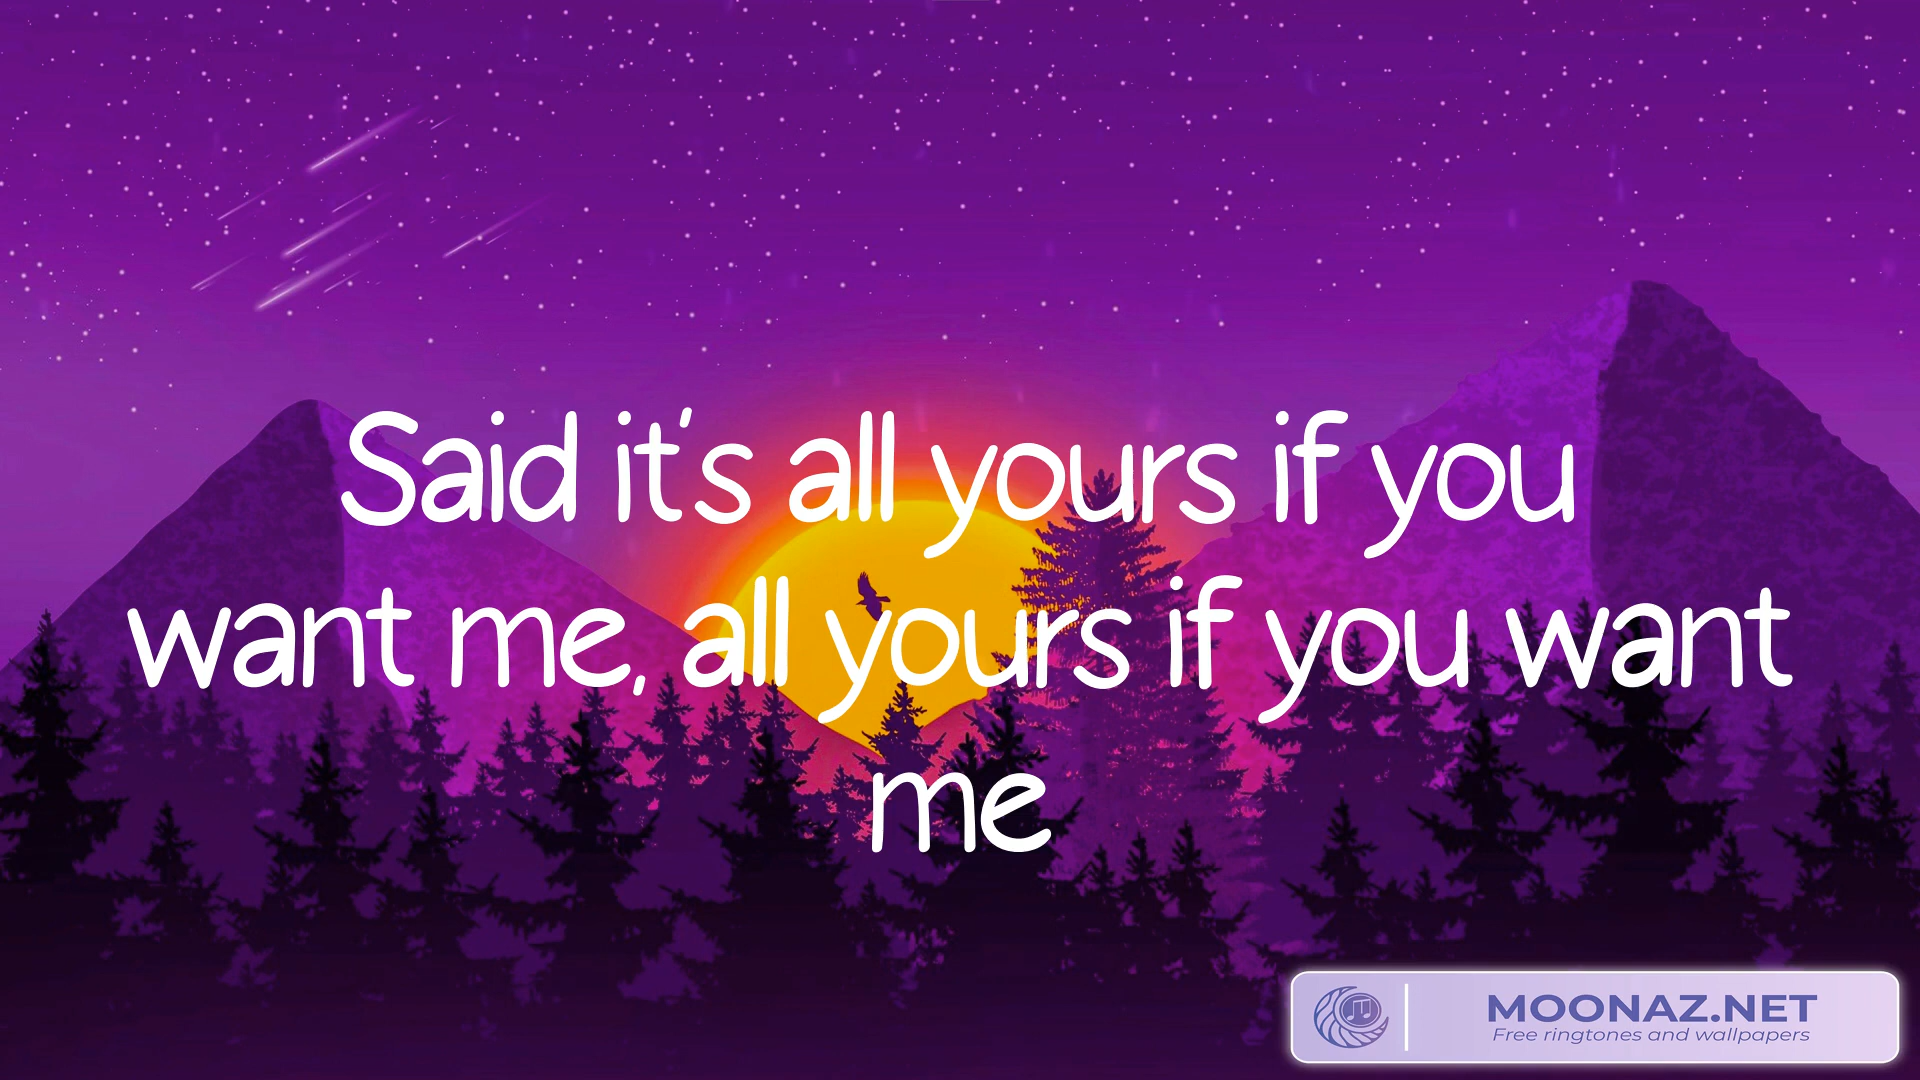 Said it's all yours if you
want me, all yours if you want
me
MOONAZ.NET
Free ringtones and wallpapers